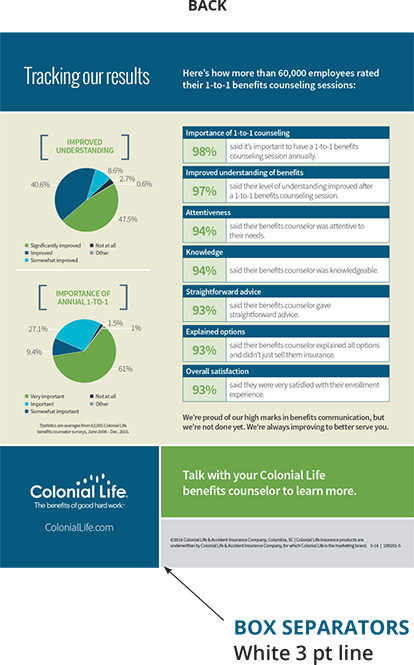 BACK
Tracking our results
Here's how more than 60,000 employees rated
their 1-to-1 benefits counseling sessions:
IMPROVED
UNDERSTANDING
8.6%
2.7%
0.6%
40.6%
47.5%
Significantly improved
Improved
Somewhat improved
Not at all
Other
IMPORTANCE OF
ANNUAL 1-TO-1
1.5%
1%
27.1%
9.4%
61%
Very important
Important
Somewhat important
Not at all
Other
Statistics are averages from 63,055 Colonial Life
benefits counselor surveys, June 2008 – Dec. 2015.
Importance of 1-to-1 counseling
98%
said it's important to have a 1-to-1 benefits
counseling session annually.
Improved understanding of benefits
97%
said their level of understanding improved after
a 1-to-1 benefits counseling session.
Attentiveness
94%
said their benefits counselor was attentive to
their needs.
Knowledge
94%
said their benefits counselor was knowledgeable.
Straightforward advice
93%
said their benefits counselor gave
straightforward advice.
Explained options
93%
said their benefits counselor explained all options
and didn't just sell them insurance.
Overall satisfaction
93%
said they were very satisfied with their enrollment
experience.
We're proud of our high marks in benefits communication, but
we're not done yet. We're always improving to better serve you.
Colonial Life.
The benefits of good hard work.
ColonialLife.com
Talk with your Colonial Life
benefits counselor to learn more.
©2016 Colonial Life & Accident Insurance Company, Columbia, SC | Colonial Life insurance products are
underwritten by Colonial Life & Accident Insurance Company, for which Colonial Life is the marketing brand. 5-16 | 100201-5
BOX SEPARATORS
White 3 pt line